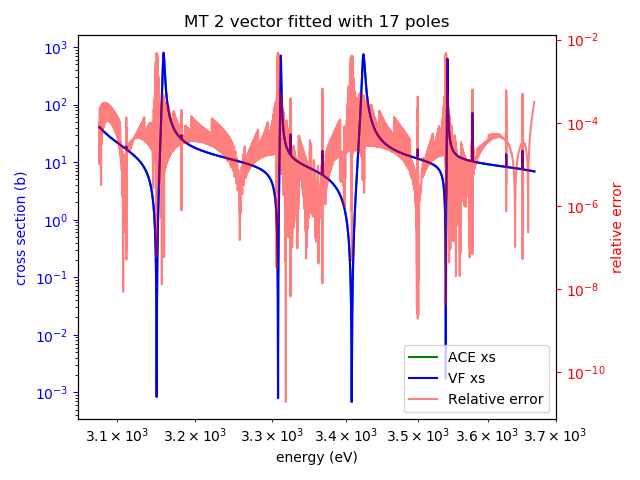 MT 2 vector fitted with 17 poles
cross section (b)
10³
10²
10¹
10⁰
10⁻¹
10⁻²
10⁻³
10⁻²
10⁻⁴
10⁻⁶
10⁻⁸
10⁻¹⁰
relative error
ACE xs
VF xs
Relative error
3.1 × 10³ 3.2 × 10³ 3.3 × 10³ 3.4 × 10³ 3.5 × 10³ 3.6 × 10³ 3.7 × 10³
energy (eV)